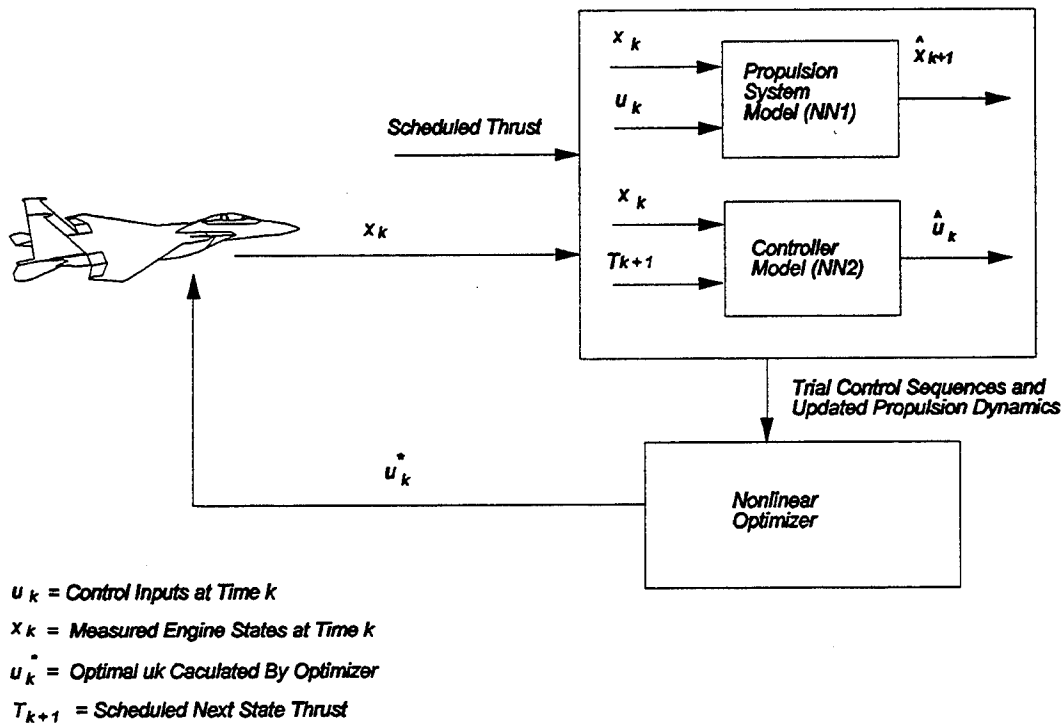 x k
u k
Propulsion
System
Model (NN1)
^
x k+1
Scheduled Thrust
x k
x k
T k+1
Controller
Model (NN2)
^
u k
Trial Control Sequences and
Updated Propulsion Dynamics
u k *
Nonlinear
Optimizer
u k = Control Inputs at Time k
x k = Measured Engine States at Time k
u k * = Optimal uk Caculated By Optimizer
T k+1 = Scheduled Next State Thrust